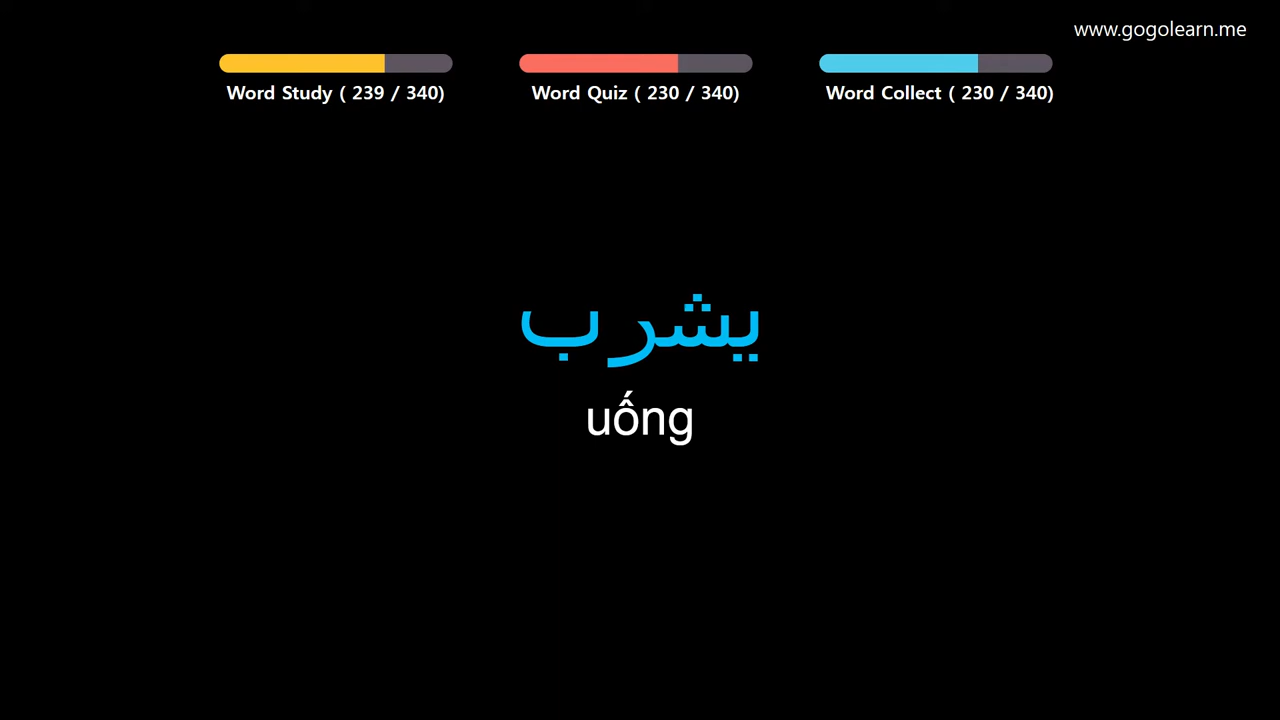 www.gogolearn.me
Word Study ( 239 / 340)
Word Quiz ( 230 / 340)
Word Collect ( 230 / 340)
يشرب
uống